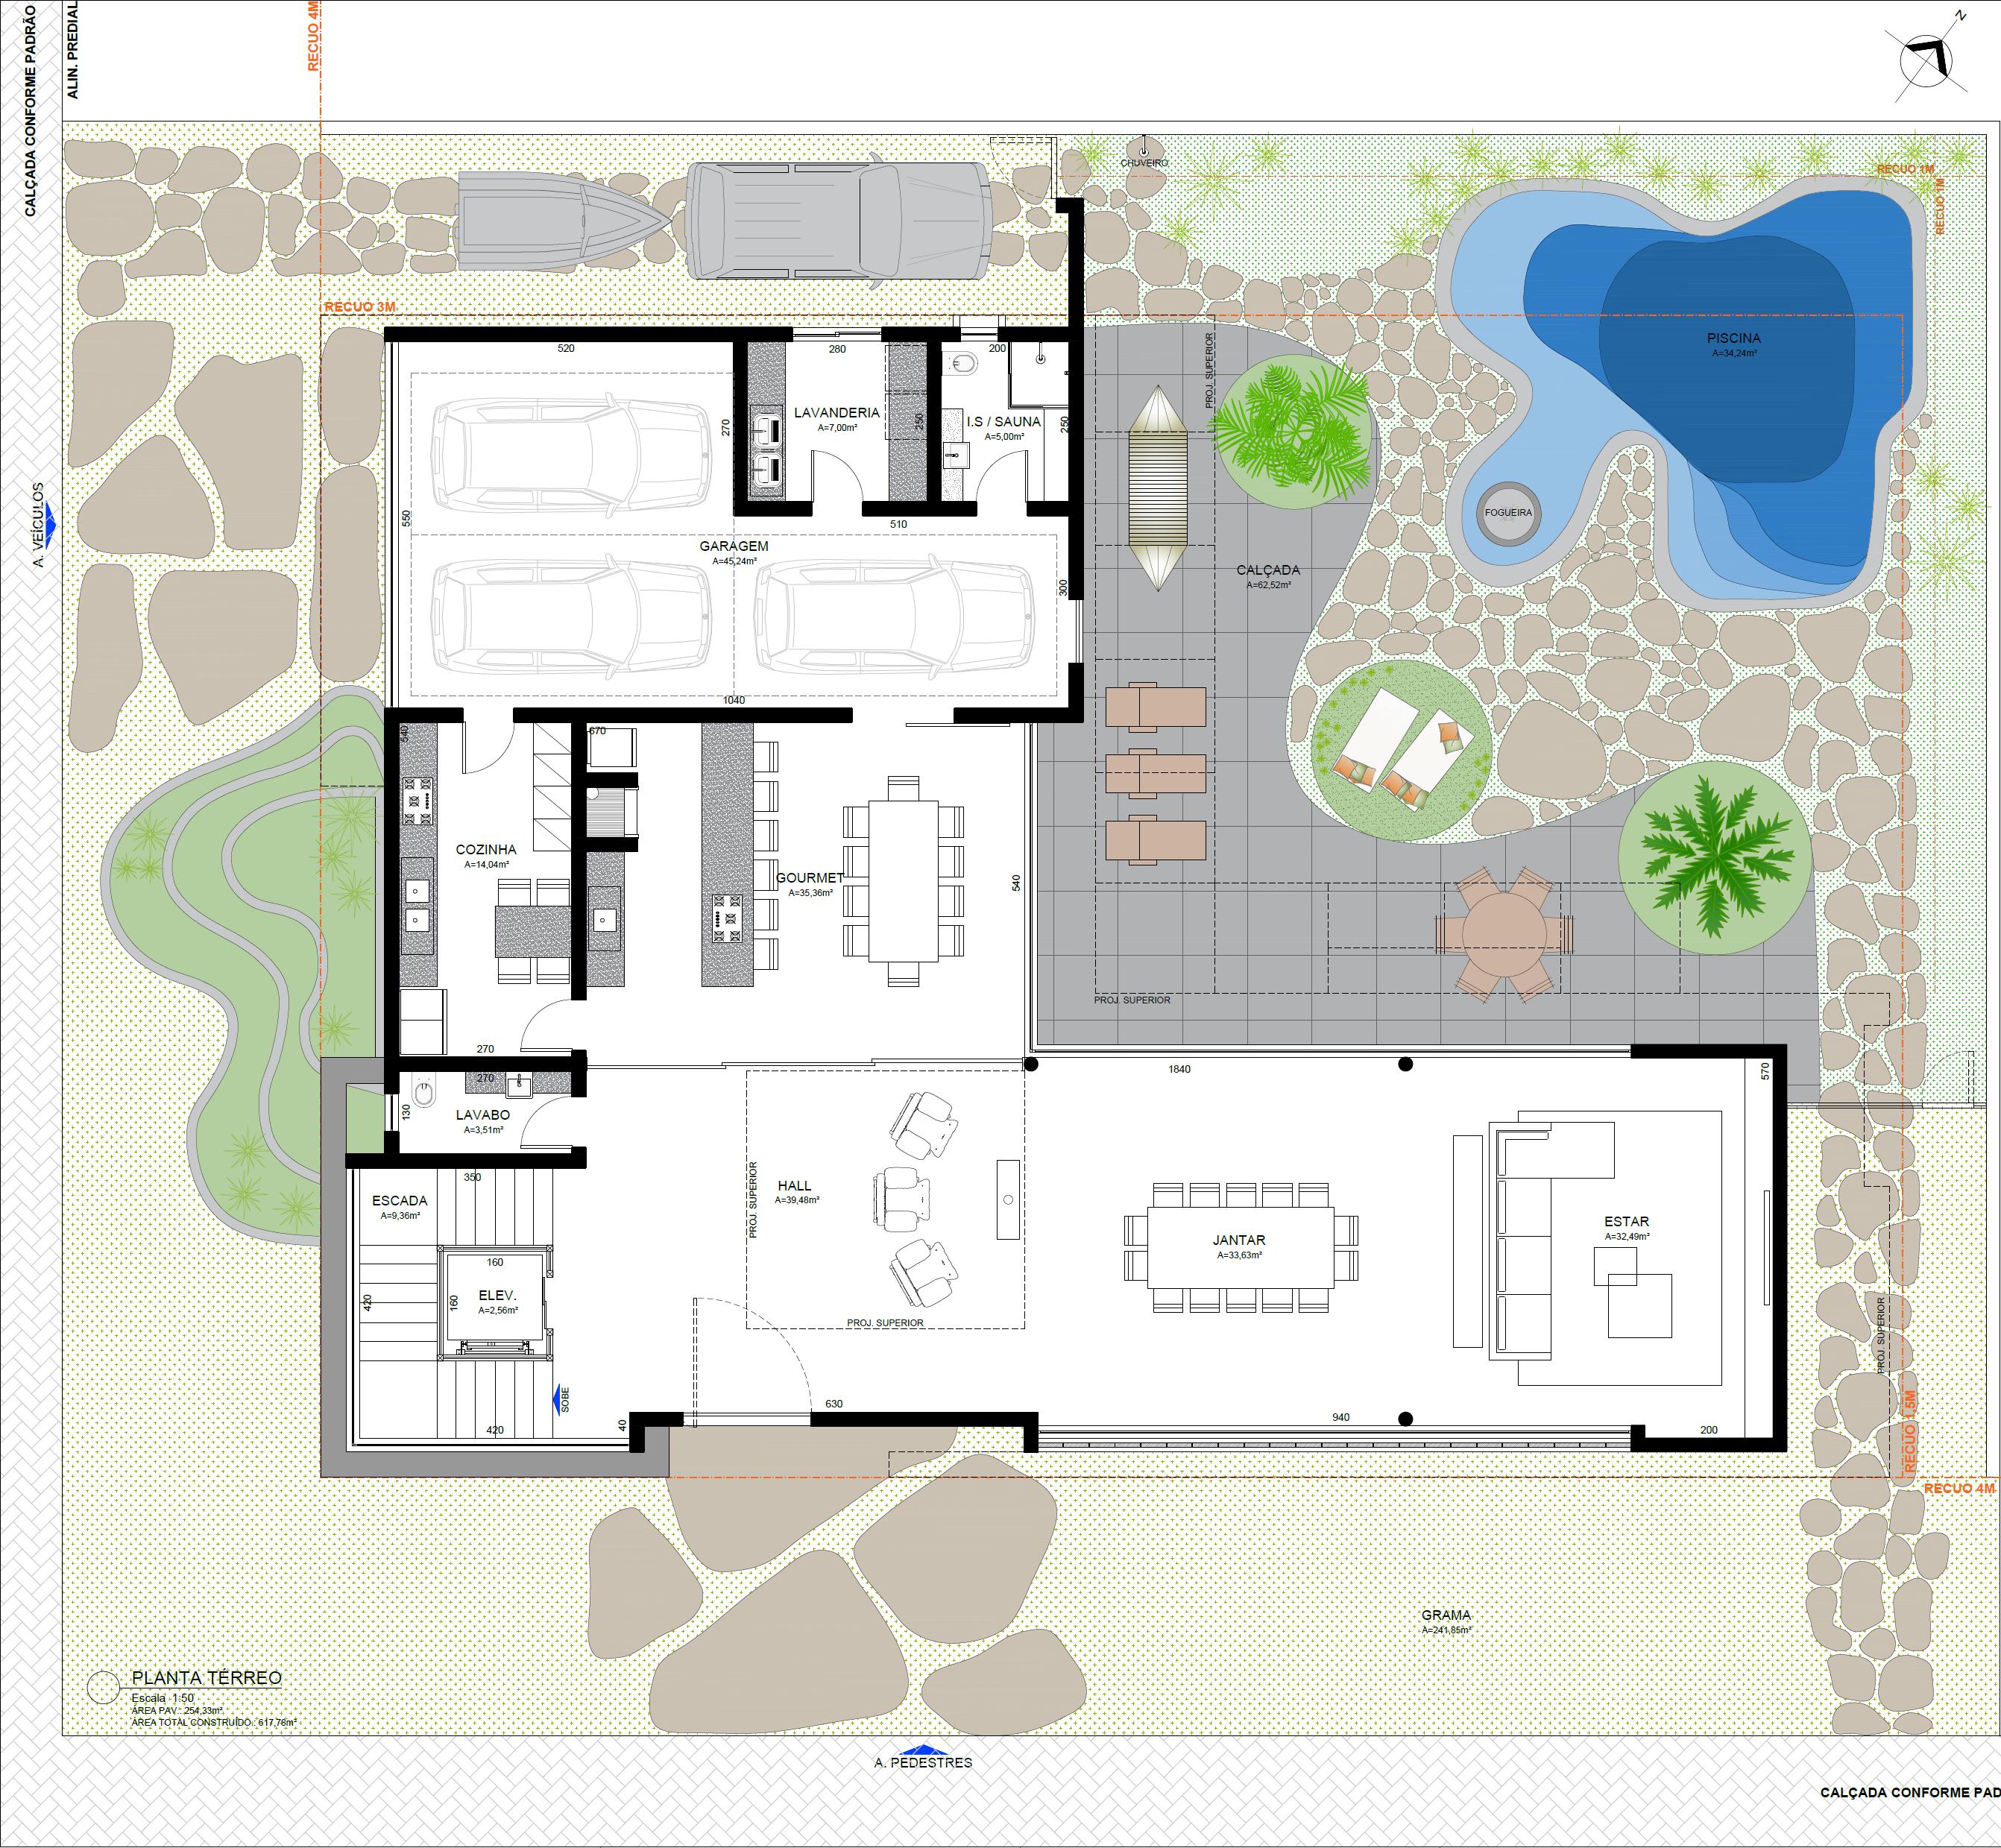 CALÇADA CONFORME PADRÃO
ALIN. PREDIAL
RECUO 4M
N
CHUVEIRO
RECUO 1M
RECUO 1M
RECUO 3M
520
280
200
PROJ. SUPERIOR
PISCINA
A=34,24m²
LAVANDERIA
A=7,00m²
270
250
I.S / SAUNA
A=5,00m²
250
A. VEÍCULOS
550
510
FOGUEIRA
GARAGEM
A=45,24m²
300
CALÇADA
A=62,52m²
1040
540
670
COZINHA
A=14,04m²
GOURMET
A=35,36m²
540
PROJ. SUPERIOR
270
270
1840
570
130
LAVABO
A=3,51m²
350
ESCADA
A=9,36m²
PROJ. SUPERIOR
HALL
A=39,48m²
JANTAR
A=33,63m²
ESTAR
A=32,49m²
160
160
ELEV.
A=2,56m²
420
PROJ. SUPERIOR
PROJ. SUPERIOR
SOBE
630
420
40
940
200
RECUO 1,5M
RECUO 4M
GRAMA
A=241,85m²
PLANTA TÉRREO
Escala 1:50
ÁREA PAV.: 254,33m²
ÁREA TOTAL CONSTRUÍDO.: 617,78m²
A. PEDESTRES
CALÇADA CONFORME PAD